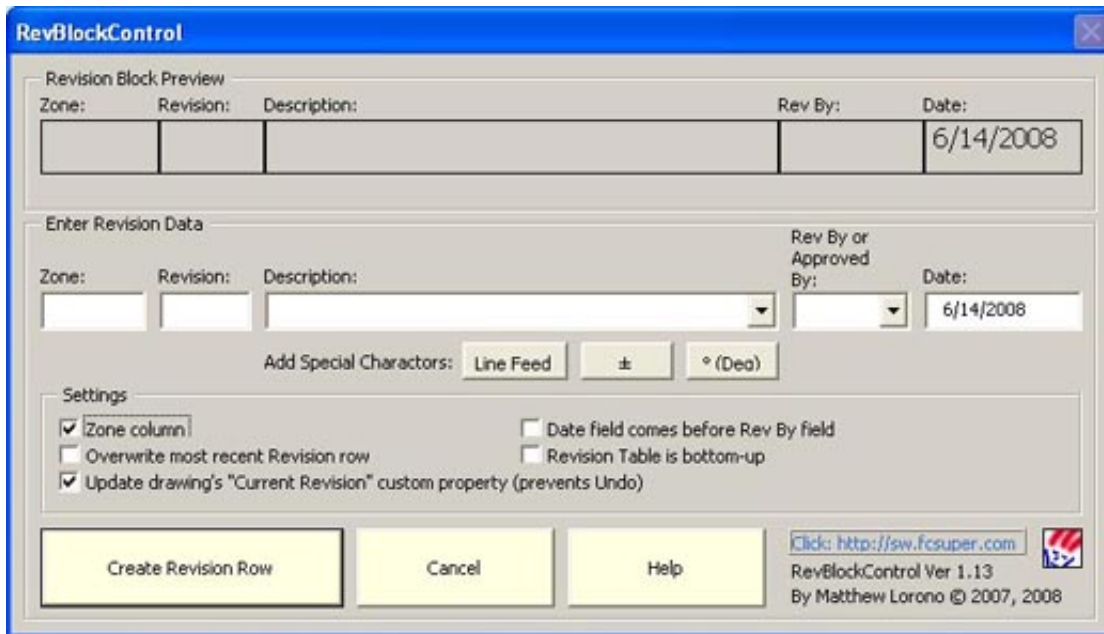 RevBlockControl
Revision Block Preview
Zone: Revision: Description: Rev By: Date:
6/14/2008
Enter Revision Data
Rev By or
Approved
By:
Zone: Revision: Description: Date:
6/14/2008
Add Special Charactors: Line Feed ± ° (Deg)
Settings
Zone column Date field comes before Rev By field
Overwrite most recent Revision row Revision Table is bottom-up
Update drawing's "Current Revision" custom property (prevents Undo)
Create Revision Row Cancel Help
Click: http://sw.fcsuper.com
RevBlockControl Ver 1.13
By Matthew Lorono © 2007, 2008